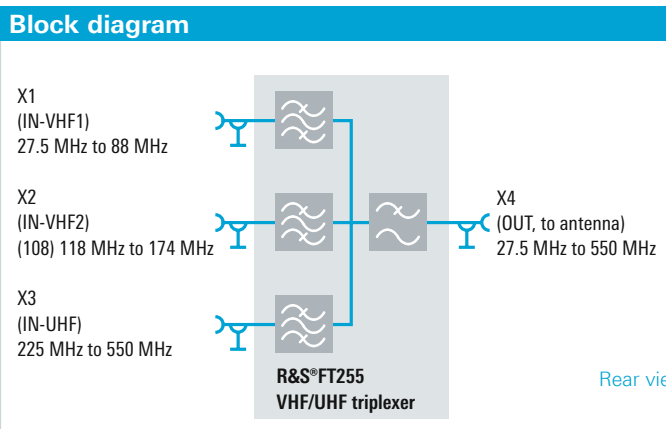 Block diagram
X1
(IN-VHF1)
27.5 MHz to 88 MHz
X2
(IN-VHF2)
(108) 118 MHz to 174 MHz
X3
(IN-UHF)
225 MHz to 550 MHz
X4
(OUT, to antenna)
27.5 MHz to 550 MHz
R&S®FT255
VHF/UHF triplexer
Rear vie